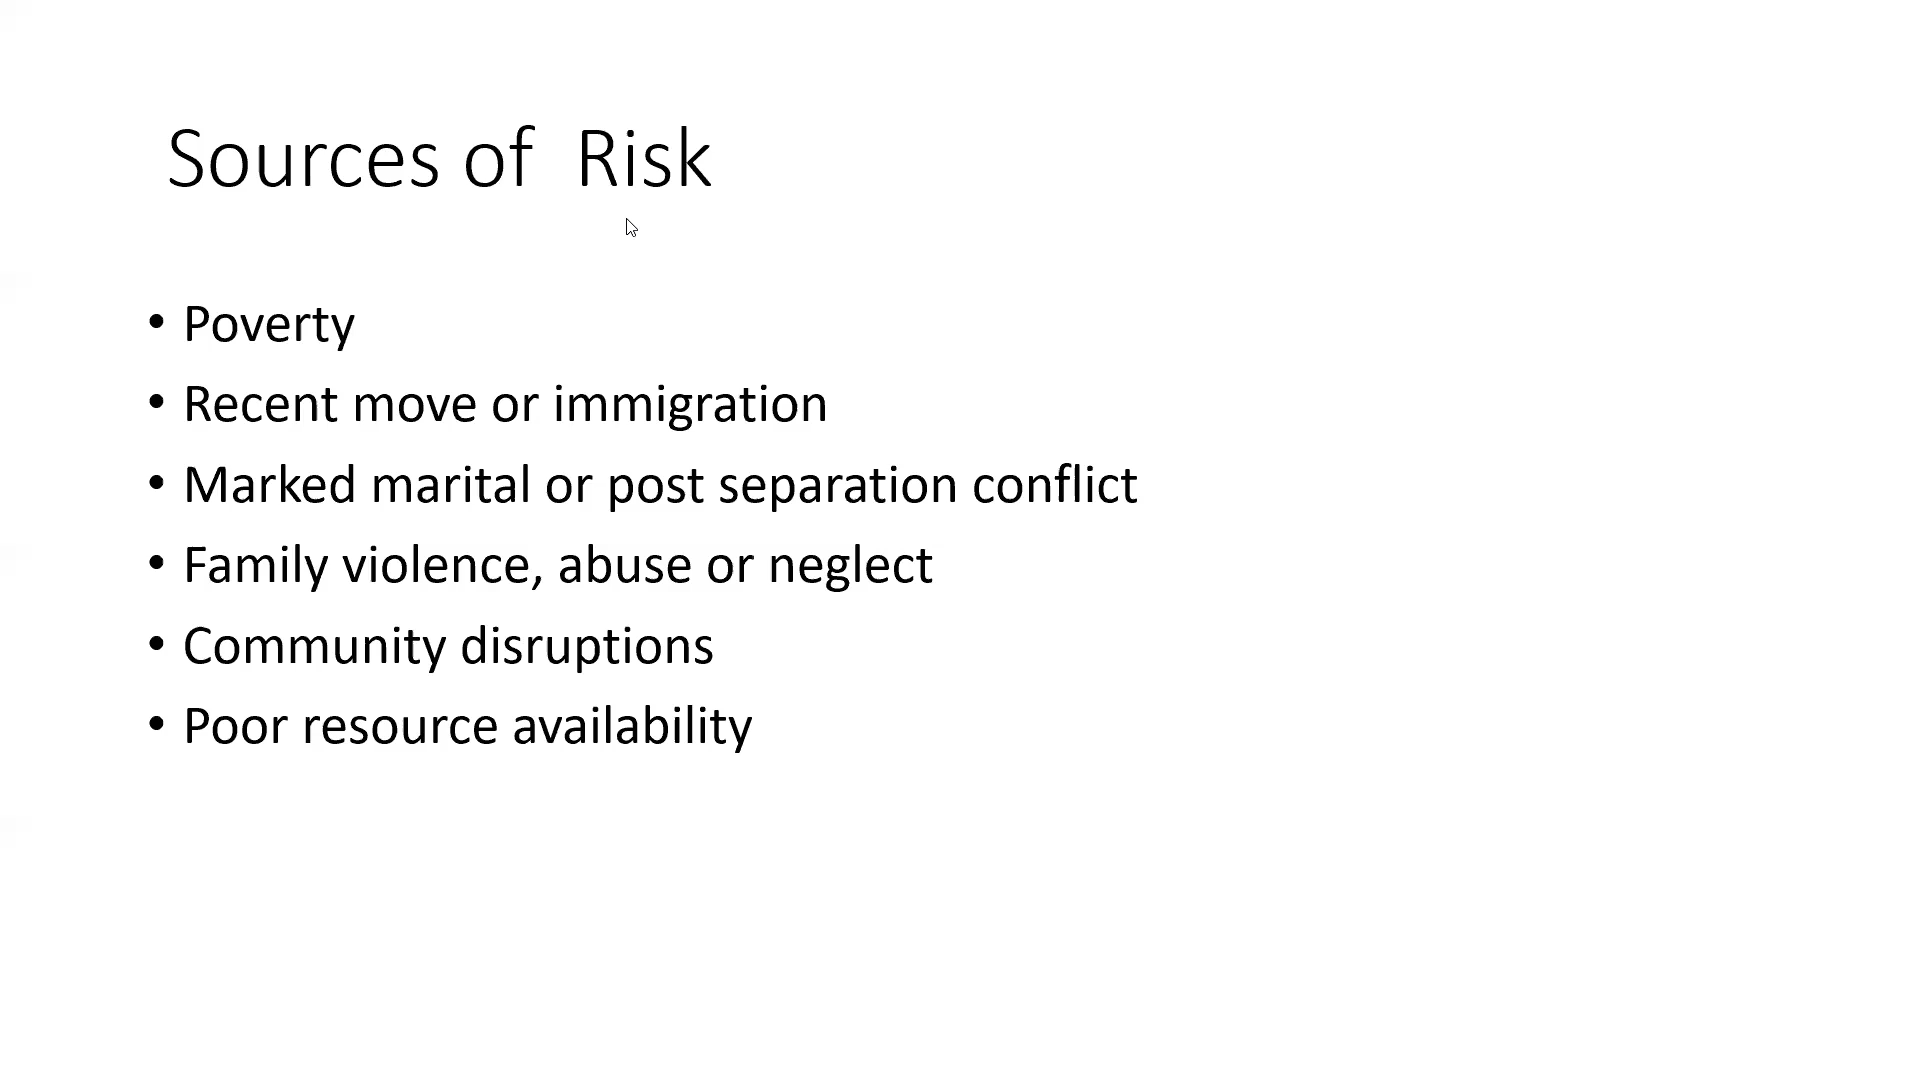 Sources of  Risk
• Poverty
• Recent move or immigration
• Marked marital or post separation conflict
• Family violence, abuse or neglect
• Community disruptions
• Poor resource availability